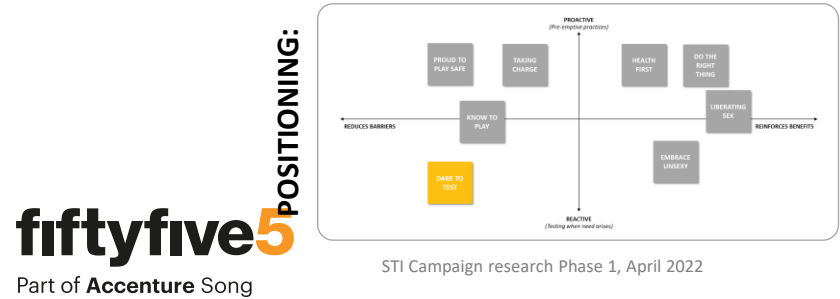 POSITIONING:
PROACTIVE
(Pre-emptive practices)
PROUD TO
PLAY SAFE
TAKING
CHARGE
HEALTH
FIRST
DO THE
RIGHT
THING
KNOW TO
PLAY
LIBERATING
SEX
REDUCES BARRIERS
REINFORCES BENEFITS
EMBRACE
UNSEXY
DARE TO
TEST
REACTIVE
(Testing when need arises)
fiftyfive5
Part of Accenture Song
STI Campaign research Phase 1, April 2022